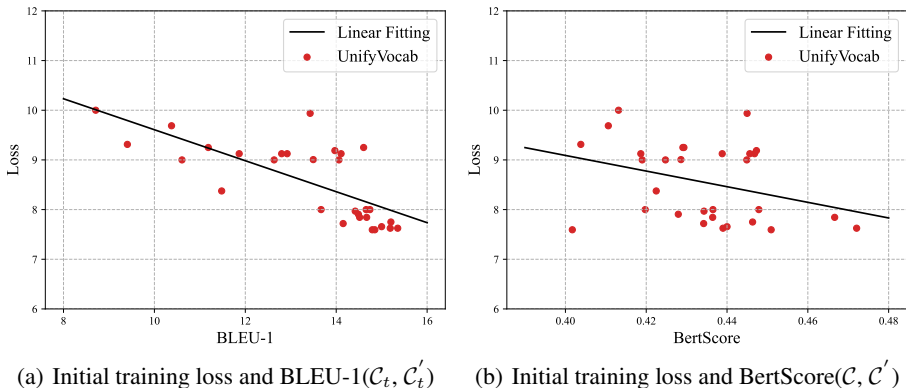 12
11
10
9
8
7
6
Loss
8
10
12
14
16
BLEU-1
Linear Fitting
UnifyVocab
(a) Initial training loss and BLEU-1(𝒞ₜ, 𝒞ₜ′)
12
11
10
9
8
7
6
Loss
0.40
0.42
0.44
0.46
0.48
BertScore
Linear Fitting
UnifyVocab
(b) Initial training loss and BertScore(𝒞, 𝒞′)